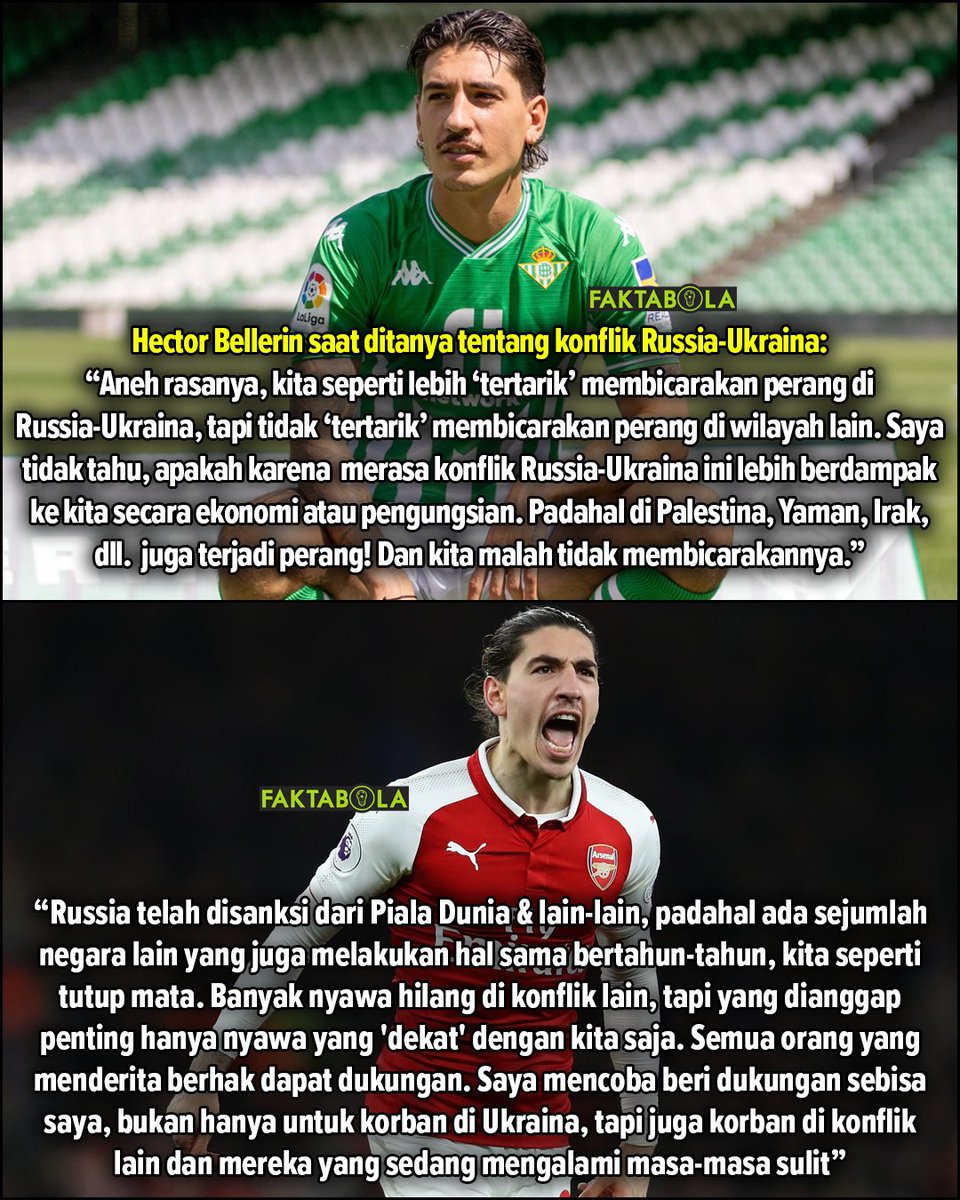 FAKTABOLA
LaLiga
Hector Bellerin saat ditanya tentang konflik Russia-Ukraina:
“Aneh rasanya, kita seperti lebih ‘tertarik’ membicarakan perang di
Russia-Ukraina, tapi tidak ‘tertarik’ membicarakan perang di wilayah lain. Saya
tidak tahu, apakah karena  merasa konflik Russia-Ukraina ini lebih berdampak
ke kita secara ekonomi atau pengungsian. Padahal di Palestina, Yaman, Irak,
dll.  juga terjadi perang! Dan kita malah tidak membicarakannya.”
FAKTABOLA
Arsenal
“Russia telah disanksi dari Piala Dunia & lain-lain, padahal ada sejumlah
negara lain yang juga melakukan hal sama bertahun-tahun, kita seperti
tutup mata. Banyak nyawa hilang di konflik lain, tapi yang dianggap
penting hanya nyawa yang 'dekat' dengan kita saja. Semua orang yang
menderita berhak dapat dukungan. Saya mencoba beri dukungan sebisa
saya, bukan hanya untuk korban di Ukraina, tapi juga korban di konflik
lain dan mereka yang sedang mengalami masa-masa sulit”